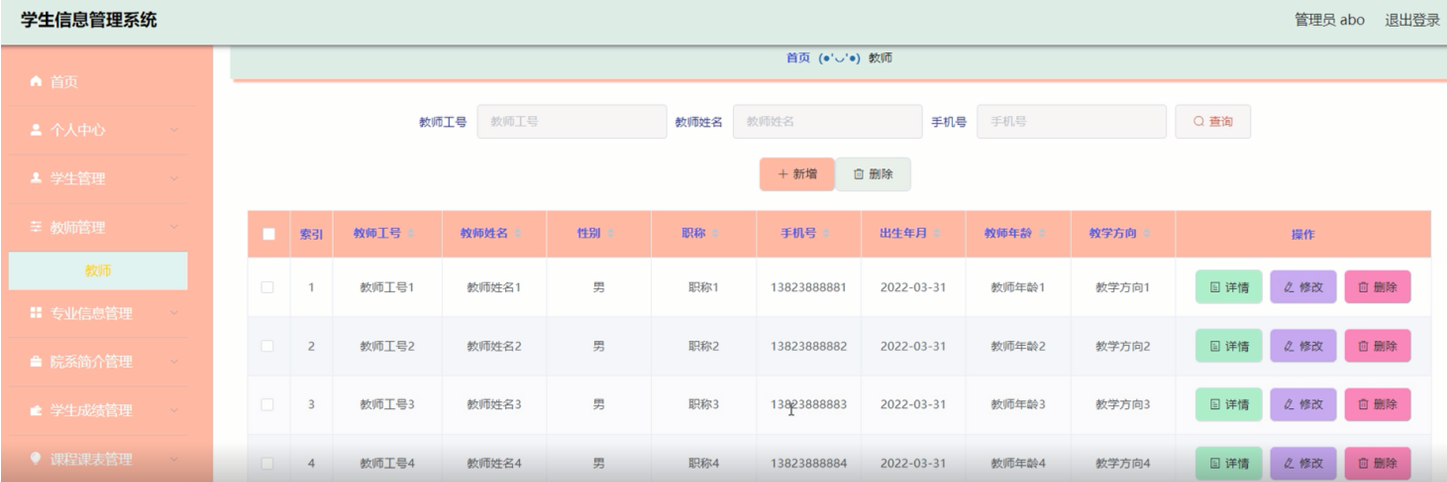 学生信息管理系统 管理员 abo 退出登录
首页 (●'◡'●) 教师
首页
个人中心
学生管理
教师管理
教师
专业信息管理
院系简介管理
学生成绩管理
课程课表管理
教师工号 教师工号 教师姓名 教师姓名 手机号 手机号 查询
新增 删除
索引 教师工号 教师姓名 性别 职称 手机号 出生年月 教师年龄 教学方向 操作
1 教师工号1 教师姓名1 男 职称1 13823888881 2022-03-31 教师年龄1 教学方向1 详情 修改 删除
2 教师工号2 教师姓名2 男 职称2 13823888882 2022-03-31 教师年龄2 教学方向2 详情 修改 删除
3 教师工号3 教师姓名3 男 职称3 13823888883 2022-03-31 教师年龄3 教学方向3 详情 修改 删除
4 教师工号4 教师姓名4 男 职称4 13823888884 2022-03-31 教师年龄4 教学方向4 详情 修改 删除